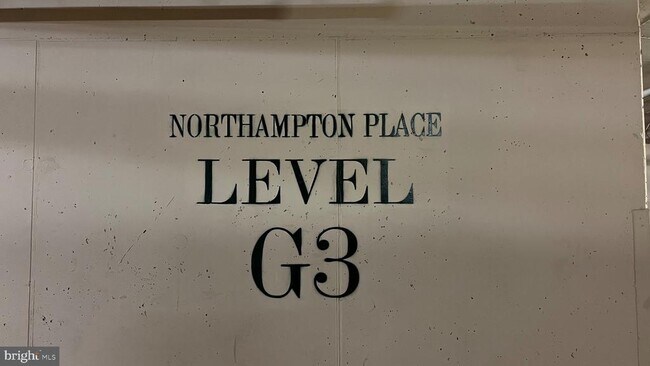 NORTHAMPTON PLACE
LEVEL
G3
bright MLS